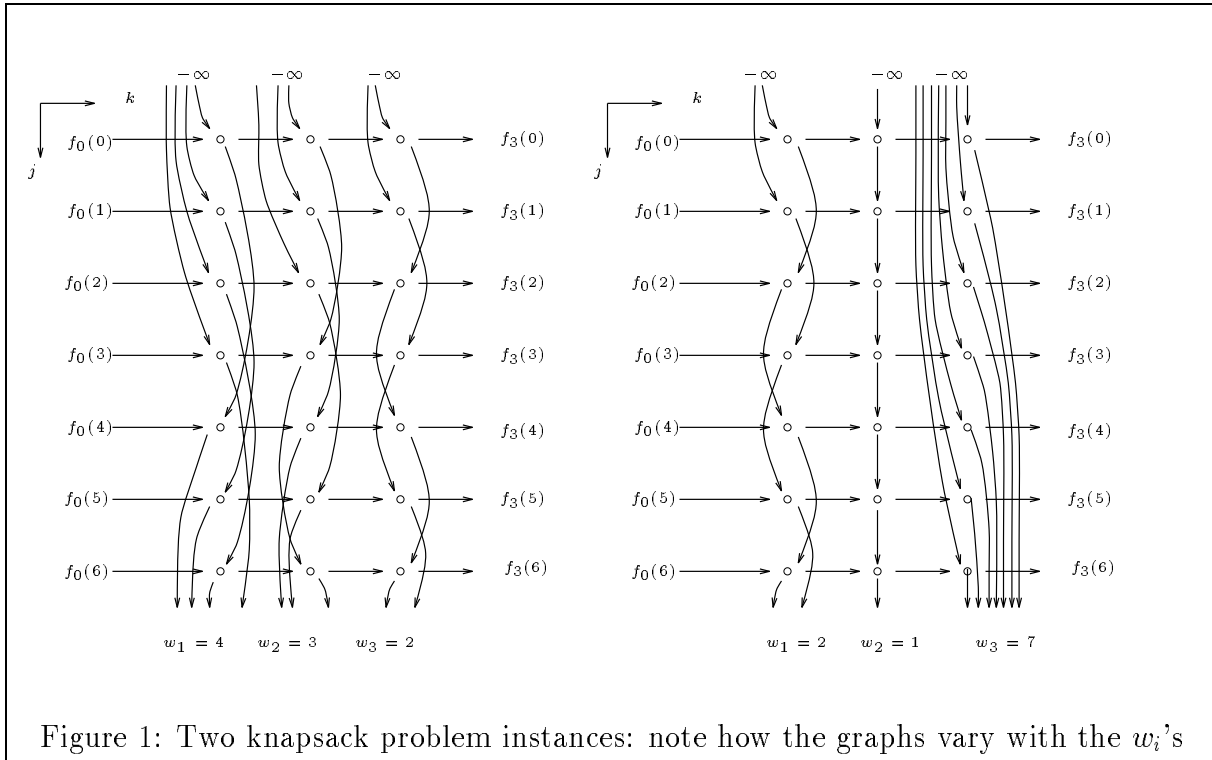 −∞ −∞ −∞ −∞ −∞ −∞
k k
f₀(0) f₃(0) f₀(0) f₃(0)
j j
f₀(1) f₃(1) f₀(1) f₃(1)
f₀(2) f₃(2) f₀(2) f₃(2)
f₀(3) f₃(3) f₀(3) f₃(3)
f₀(4) f₃(4) f₀(4) f₃(4)
f₀(5) f₃(5) f₀(5) f₃(5)
f₀(6) f₃(6) f₀(6) f₃(6)
w₁ = 4 w₂ = 3 w₃ = 2 w₁ = 2 w₂ = 1 w₃ = 7
Figure 1: Two knapsack problem instances: note how the graphs vary with the wᵢ's